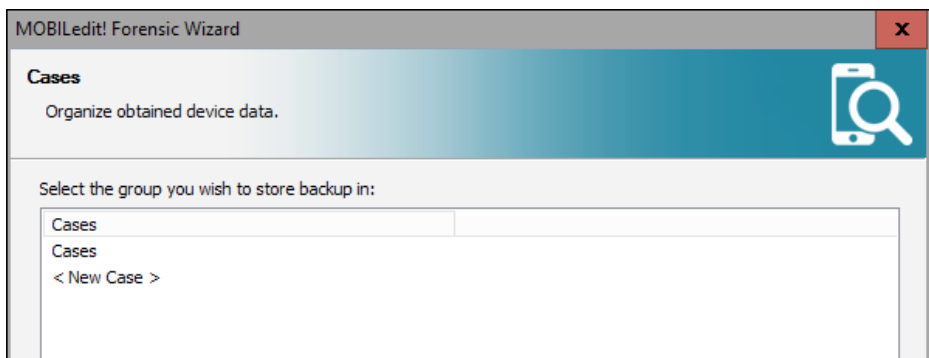 MOBILedit! Forensic Wizard
x
Cases
Organize obtained device data.
Select the group you wish to store backup in:
Cases
Cases
< New Case >